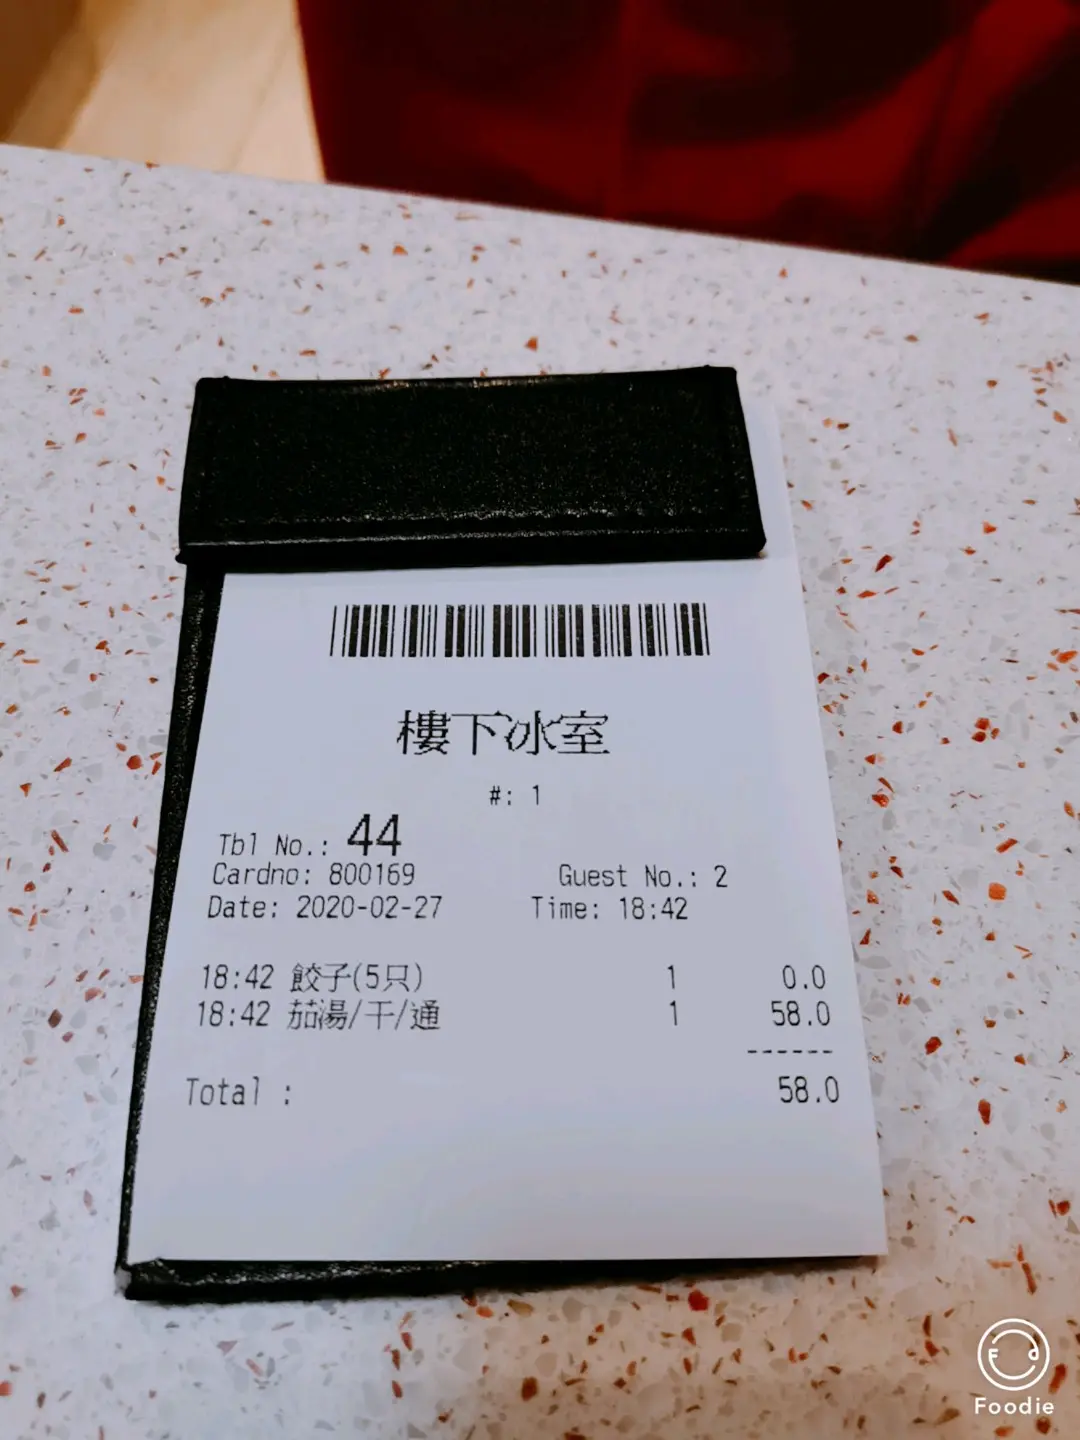 樓下冰室
#: 1
Tbl No.: 44
Cardno: 800169 Guest No.: 2
Date: 2020-02-27 Time: 18:42
18:42 餃子(5只) 1 0.0
18:42 茄湯/干/通 1 58.0
------
Total : 58.0
Fd
Foodie